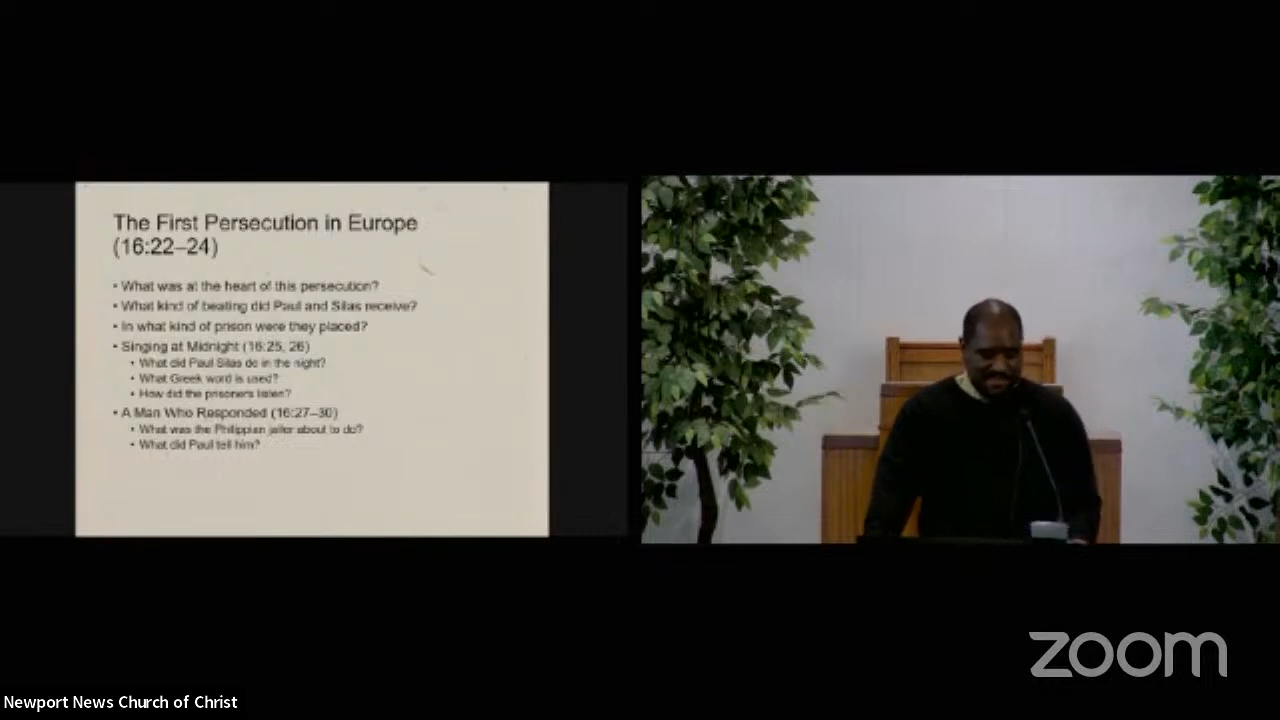 The First Persecution in Europe
(16:22–24)
• What was at the heart of this persecution?
• What kind of beating did Paul and Silas receive?
• In what kind of prison were they placed?
• Singing at Midnight (16:25, 26)
• What did Paul Silas do in the night?
• What Greek word is used?
• How did the prisoners listen?
• A Man Who Responded (16:27–30)
• What was the Philippian jailer about to do?
• What did Paul tell him?
zoom
Newport News Church of Christ